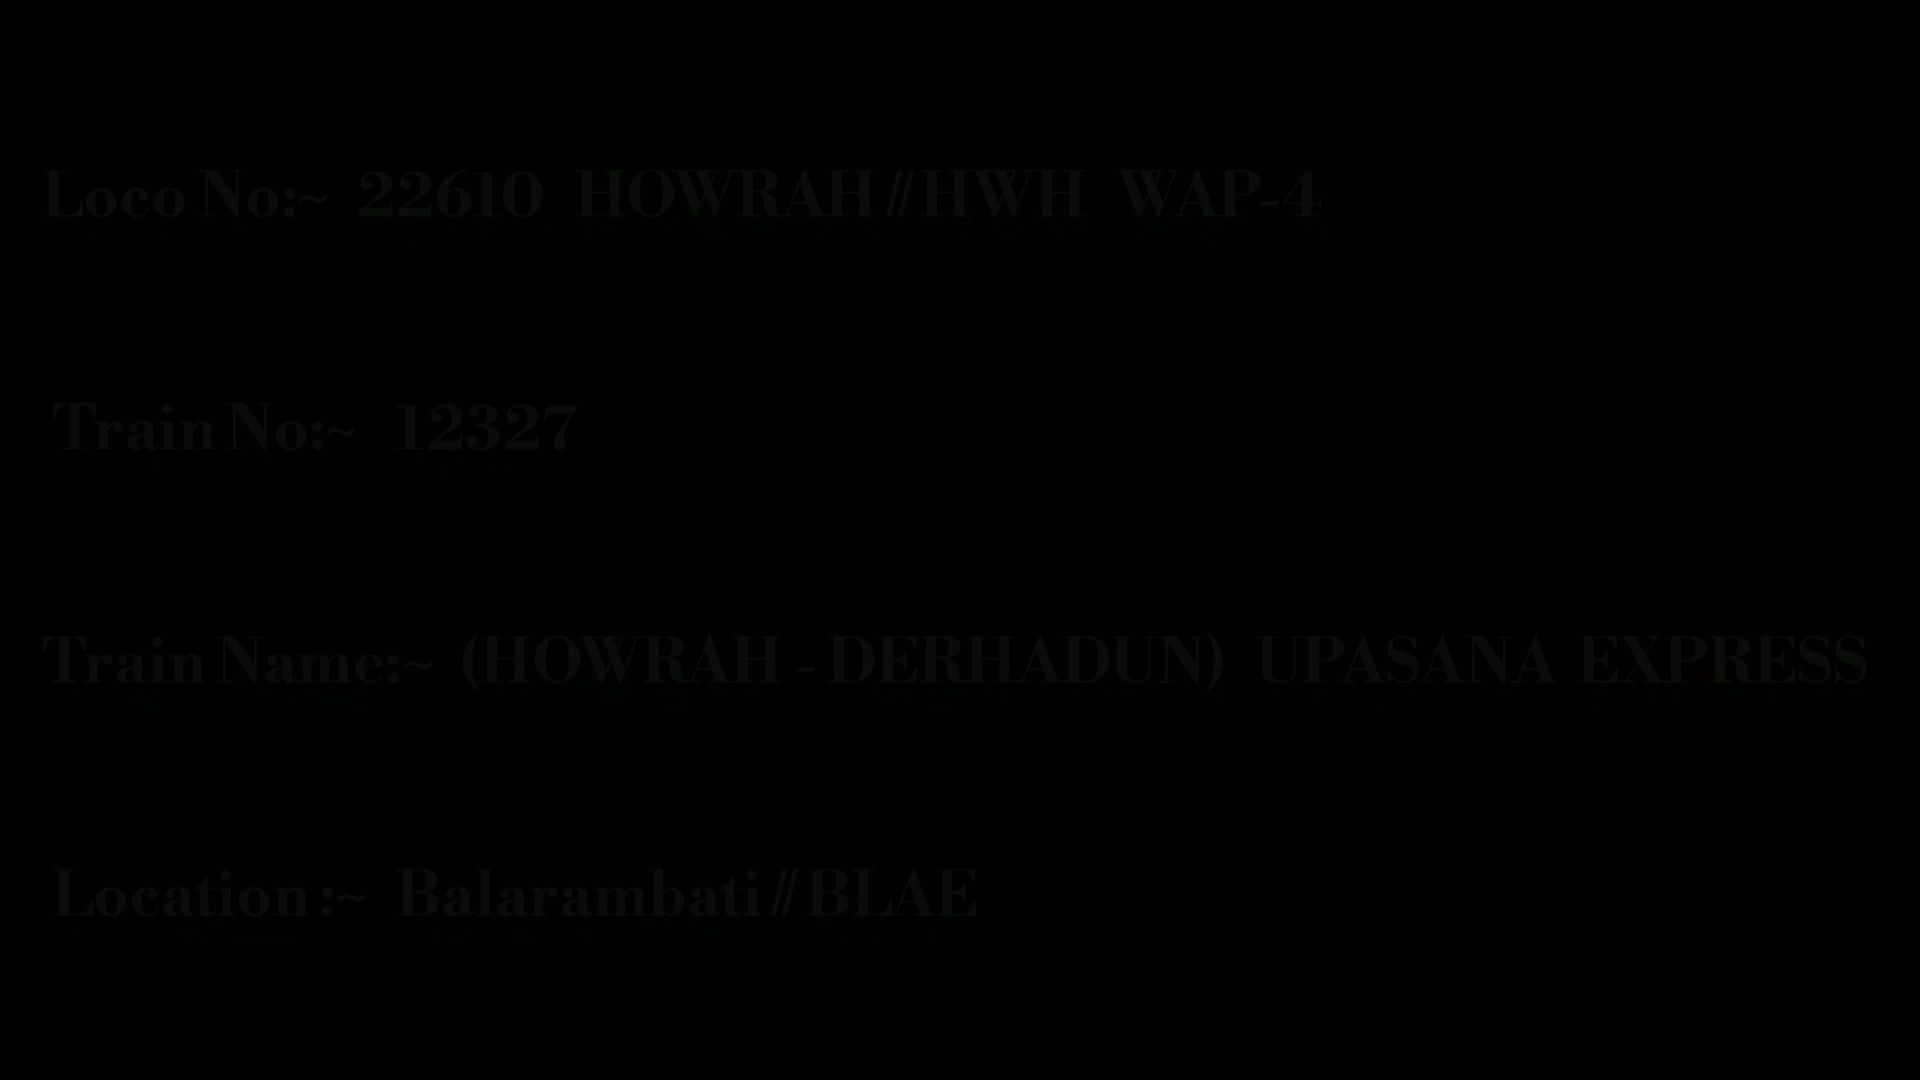 Loco No:~ 22610 HOWRAH//HWH WAP-4
Train No:~ 12327
Train Name:~ (HOWRAH - DERHADUN) UPASANA EXPRESS
Location :~ Balarambati//BLAE